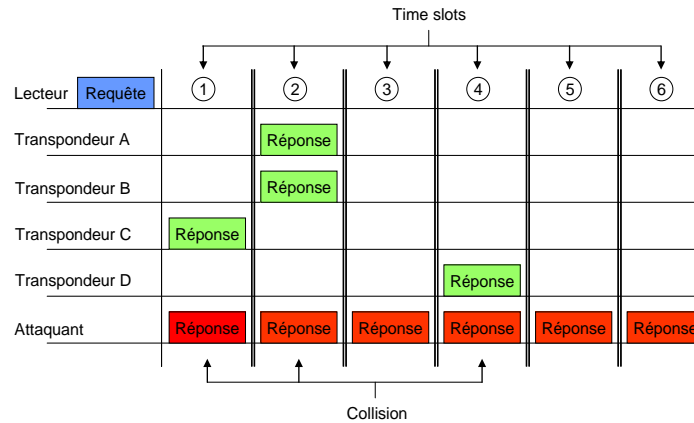 Time slots
Lecteur Requête 1 2 3 4 5 6
Transpondeur A Réponse
Transpondeur B Réponse
Transpondeur C Réponse
Transpondeur D Réponse
Attaquant Réponse Réponse Réponse Réponse Réponse Réponse
Collision